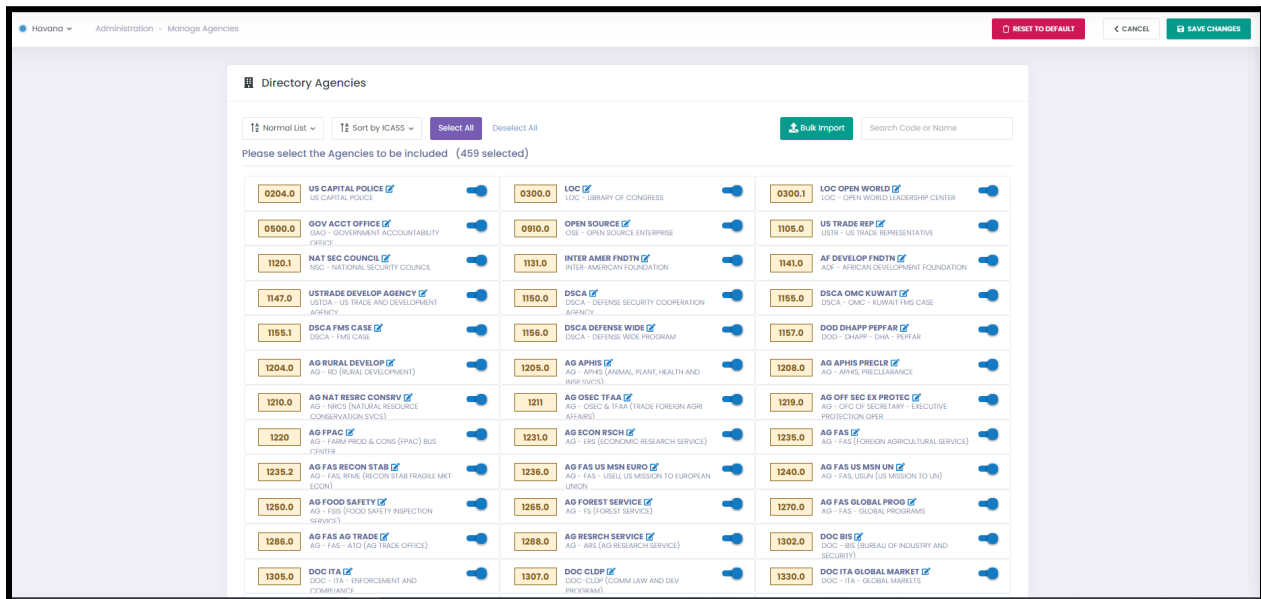 Havana
Administration - Manage Agencies
RESET TO DEFAULT
CANCEL
SAVE CHANGES
Directory Agencies
Normal List
Sort by ICASS
Select All
Deselect All
Bulk Import
Search Code or Name
Please select the Agencies to be included (459 selected)
0204.0
US CAPITAL POLICE
US CAPITAL POLICE
0300.0
LOC
LOC - LIBRARY OF CONGRESS
0300.1
LOC OPEN WORLD
LOC - OPEN WORLD LEADERSHIP CENTER
0500.0
GOV ACCT OFFICE
GAO - GOVERNMENT ACCOUNTABILITY
OFFICE
0910.0
OPEN SOURCE
OSE - OPEN SOURCE ENTERPRISE
1105.0
US TRADE REP
USTR - US TRADE REPRESENTATIVE
1120.1
NAT SEC COUNCIL
NSC - NATIONAL SECURITY COUNCIL
1131.0
INTER AMER FNDTN
INTER-AMERICAN FOUNDATION
1141.0
AF DEVELOP FNDTN
ADF - AFRICAN DEVELOPMENT FOUNDATION
1147.0
USTRADE DEVELOP AGENCY
USTDA - US TRADE AND DEVELOPMENT
AGENCY
1150.0
DSCA
DSCA - DEFENSE SECURITY COOPERATION
AGENCY
1155.0
DSCA OMC KUWAIT
DSCA - OMC - KUWAIT FMS CASE
1155.1
DSCA FMS CASE
DSCA - FMS CASE
1156.0
DSCA DEFENSE WIDE
DSCA - DEFENSE WIDE PROGRAM
1157.0
DOD DHAPP PEPFAR
DOD - DHAPP - DHA - PEPFAR
1204.0
AG RURAL DEVELOP
AG - RD (RURAL DEVELOPMENT)
1205.0
AG APHIS
AG - APHIS (ANIMAL, PLANT, HEALTH AND
INSP SVCS)
1208.0
AG APHIS PRECLR
AG - APHIS, PRECLEARANCE
1210.0
AG NAT RESRC CONSRV
AG - NRCS (NATURAL RESOURCE
CONSERVATION SVCS)
1211
AG OSEC TFAA
AG - OSEC & TFAA (TRADE FOREIGN AGRI
AFFAIRS)
1219.0
AG OFF SEC EX PROTEC
AG - OFC OF SECRETARY - EXECUTIVE
PROTECTION OPER
1220
AG FPAC
AG - FARM PROD & CONS (FPAC) BUS
CENTER
1231.0
AG ECON RSCH
AG - ERS (ECONOMIC RESEARCH SERVICE)
1235.0
AG FAS
AG - FAS (FOREIGN AGRICULTURAL SERVICE)
1235.2
AG FAS RECON STAB
AG - FAS, RFME (RECON STAB FRAGILE MKT
ECON)
1236.0
AG FAS US MSN EURO
AG - FAS - USEU, US MISSION TO EUROPEAN
UNION
1240.0
AG FAS US MSN UN
AG - FAS, USUN (US MISSION TO UN)
1250.0
AG FOOD SAFETY
AG - FSIS (FOOD SAFETY INSPECTION
SERVICE)
1265.0
AG FOREST SERVICE
AG - FS (FOREST SERVICE)
1270.0
AG FAS GLOBAL PROG
AG - FAS - GLOBAL PROGRAMS
1286.0
AG FAS AG TRADE
AG - FAS - ATO (AG TRADE OFFICE)
1288.0
AG RESRCH SERVICE
AG - ARS (AG RESEARCH SERVICE)
1302.0
DOC BIS
DOC - BIS (BUREAU OF INDUSTRY AND
SECURITY)
1305.0
DOC ITA
DOC - ITA - ENFORCEMENT AND
COMPLIANCE
1307.0
DOC CLDP
DOC-CLDP (COMM LAW AND DEV
PROGRAM)
1330.0
DOC ITA GLOBAL MARKET
DOC - ITA - GLOBAL MARKETS